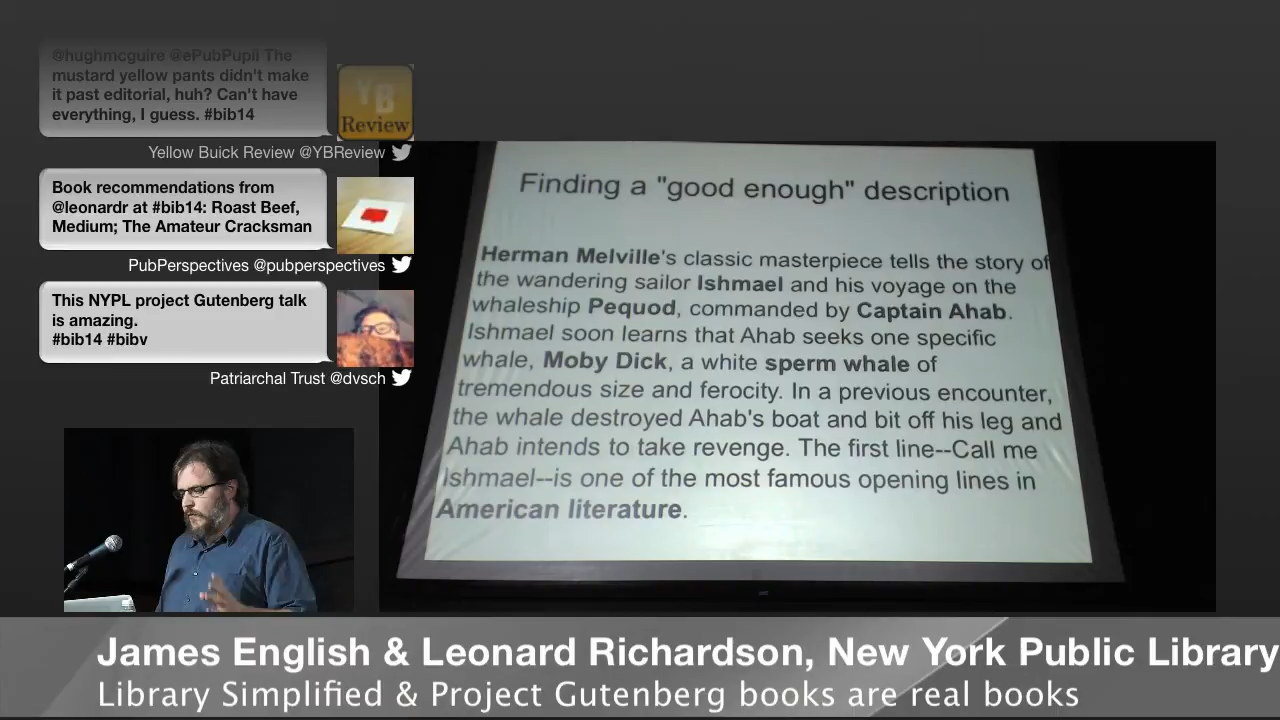 @hughmcguire @ePubPupil The
mustard yellow pants didn't make
it past editorial, huh? Can't have
everything, I guess. #bib14
YB
Review
Yellow Buick Review @YBReview
Book recommendations from
@leonardr at #bib14: Roast Beef,
Medium; The Amateur Cracksman
PubPerspectives @pubperspectives
This NYPL project Gutenberg talk
is amazing.
#bib14 #bibv
Patriarchal Trust @dvsch
Finding a "good enough" description
Herman Melville's classic masterpiece tells the story of
the wandering sailor Ishmael and his voyage on the
whaleship Pequod, commanded by Captain Ahab.
Ishmael soon learns that Ahab seeks one specific
whale, Moby Dick, a white sperm whale of
tremendous size and ferocity. In a previous encounter,
the whale destroyed Ahab's boat and bit off his leg and
Ahab intends to take revenge. The first line--Call me
Ishmael--is one of the most famous opening lines in
American literature.
James English & Leonard Richardson, New York Public Library
Library Simplified & Project Gutenberg books are real books